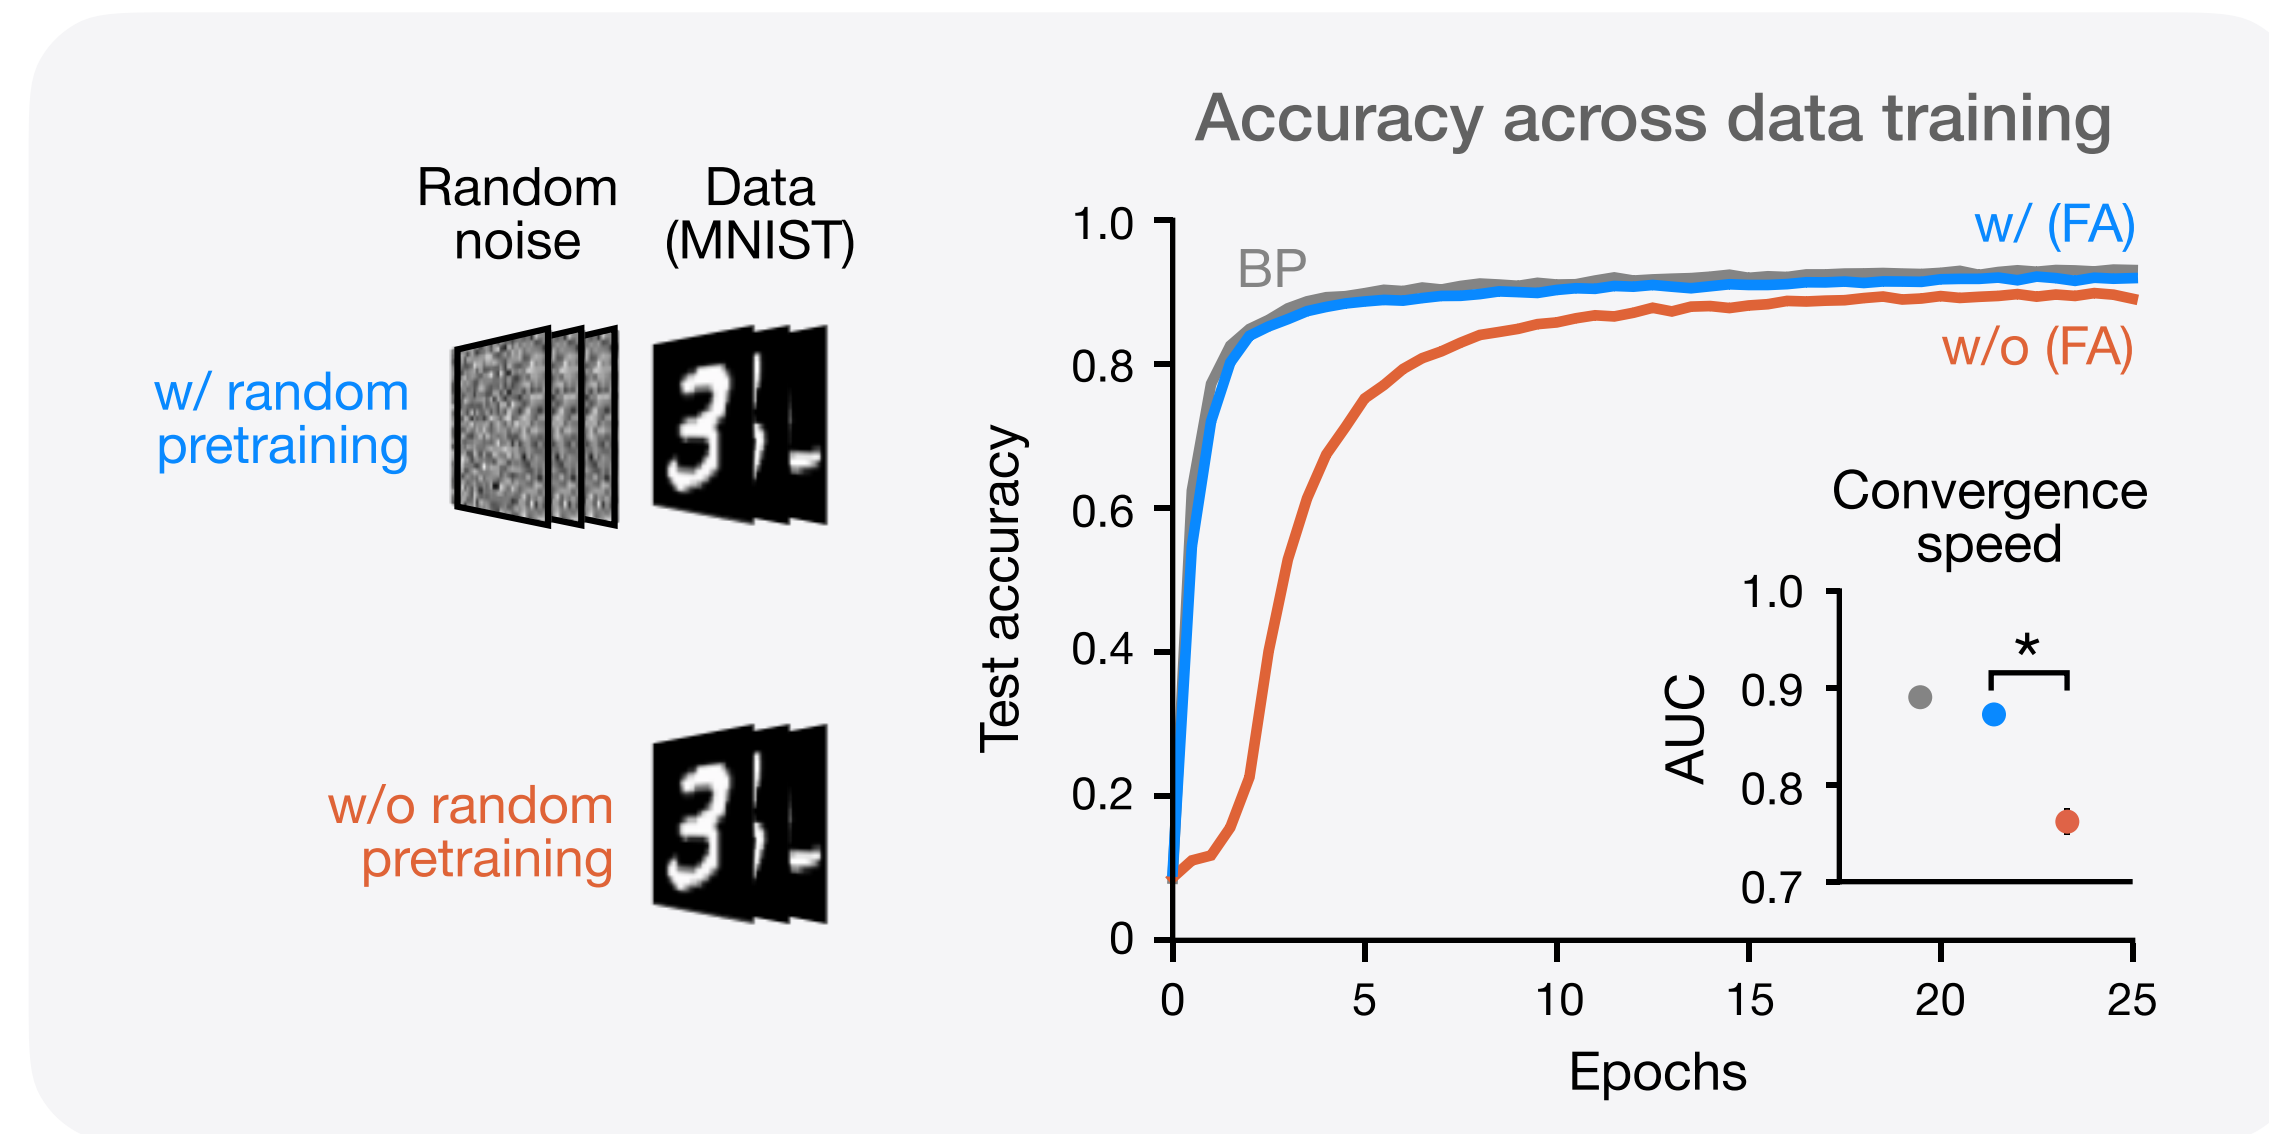 Accuracy across data training
Random
noise
Data
(MNIST)
w/ random
pretraining
w/o random
pretraining
Test accuracy
1.0
0.8
0.6
0.4
0.2
0
BP
w/ (FA)
w/o (FA)
Convergence
speed
AUC
1.0
0.9
0.8
0.7
*
0
5
10
15
20
25
Epochs
3
3